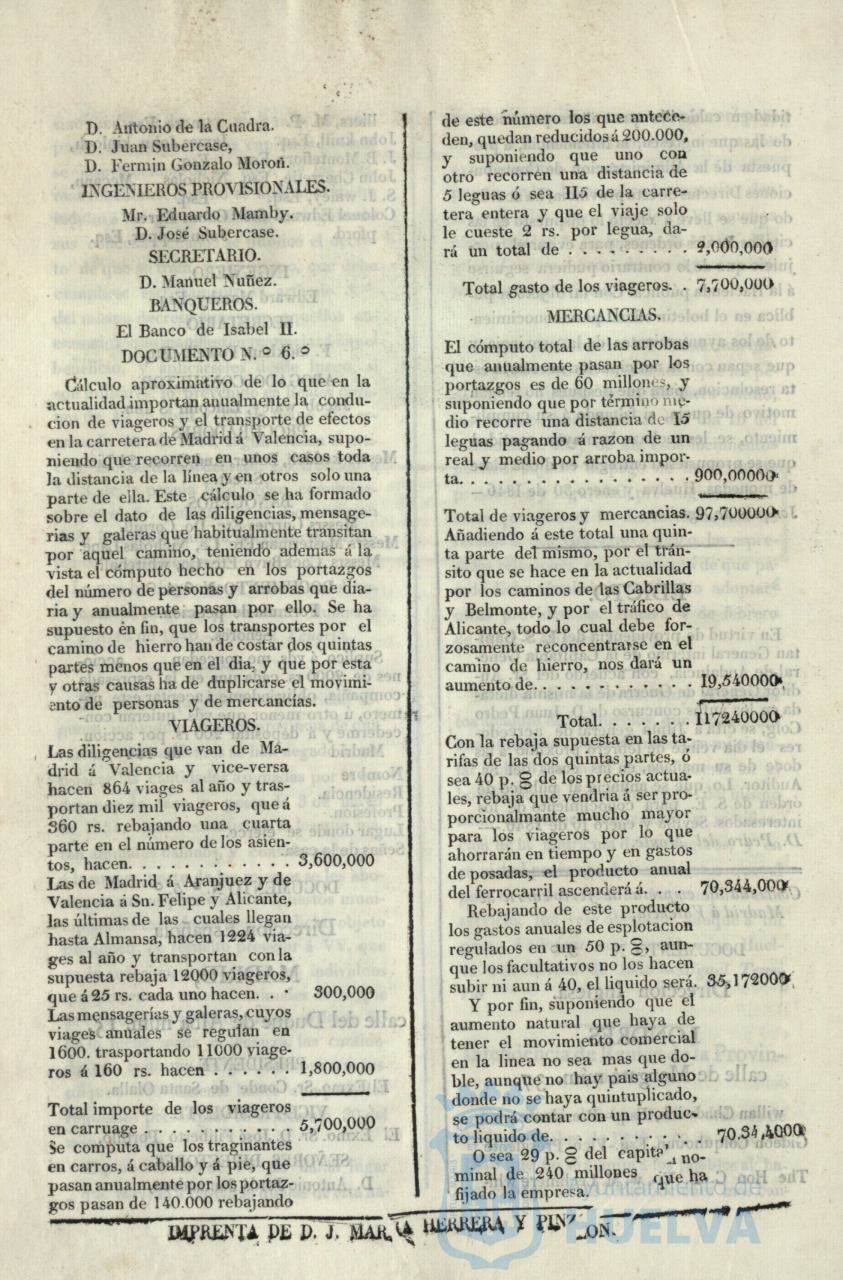 D. Antonio de la Cuadra.
D. Juan Subercase,
D. Fermin Gonzalo Moron.
INGENIEROS PROVISIONALES.
Mr. Eduardo Mamby.
D. José Subercase.
SECRETARIO.
D. Manuel Nuñez.
BANQUEROS.
El Banco de Isabel II.
DOCUMENTO N.º 6.º
Cálculo aproximativo de lo que en la
actualidad importan anualmente la condu-
cion de viageros y el transporte de efectos
en la carretera de Madrid á Valencia, supo-
niendo que recorren en unos casos toda
la distancia de la línea y en otros solo una
parte de ella. Este cálculo se ha formado
sobre el dato de las diligencias, mensage-
rias y galeras que habitualmente transitan
por aquel camino, teniendo ademas á la
vista el cómputo hecho en los portazgos
del número de personas y arrobas que dia-
ria y anualmente pasan por ello. Se ha
supuesto én fin, que los transportes por el
camino de hierro han de costar dos quintas
partes menos que en el dia, y que por esta
y otras causas ha de duplicarse el movimi-
ento de personas y de mercancías.
VIAGEROS.
Las diligencias que van de Ma-
drid á Valencia y vice-versa
hacen 864 viages al año y tras-
portan diez mil viageros, que á
360 rs. rebajando una cuarta
parte en el número de los asien-
tos, hacen. . . . . . . . . . . . 3,600,000
Las de Madrid á Aranjuez y de
Valencia á Sn. Felipe y Alicante,
las últimas de las cuales llegan
hasta Almansa, hacen 1224 via-
ges al año y transportan con la
supuesta rebaja 12000 viageros,
que á 25 rs. cada uno hacen. . . 300,000
Las mensagerías y galeras, cuyos
viages anuales se regulan en
1600. trasportando 11000 viage-
ros á 160 rs. hacen . . . . . . 1,800,000
Total importe de los viageros
en carruage . . . . . . . . . . . 5,700,000
Se computa que los traginantes
en carros, á caballo y á pie, que
pasan anualmente por los portaz-
gos pasan de 140.000 rebajando
de este número los que antece-
den, quedan reducidos á 200.000,
y suponiendo que uno con
otro recorren una distancia de
5 leguas ó sea II5 de la carre-
tera entera y que el viaje solo
le cueste 2 rs. por legua, da-
rá un total de . . . . . . . . . 2,000,000
Total gasto de los viageros. . 7,700,000
MERCANCIAS.
El cómputo total de las arrobas
que anualmente pasan por los
portazgos es de 60 millones, y
suponiendo que por término me-
dio recorre una distancia de 15
leguas pagando á razon de un
real y medio por arroba impor-
ta. . . . . . . . . . . . . . . . . 900,00000
Total de viageros y mercancias. 97,700000
Añadiendo á este total una quin-
ta parte del mismo, por el trán-
sito que se hace en la actualidad
por los caminos de las Cabrillas
y Belmonte, y por el tráfico de
Alicante, todo lo cual debe for-
zosamente reconcentrarse en el
camino de hierro, nos dará un
aumento de. . . . . . . . . . . . 19,540000
Total. . . . . . . 117240000
Con la rebaja supuesta en las ta-
rifas de las dos quintas partes, ó
sea 40 p. % de los precios actua-
les, rebaja que vendria á ser pro-
porcionalmante mucho mayor
para los viageros por lo que
ahorrarán en tiempo y en gastos
de posadas, el producto anual
del ferrocarril ascenderá á. . . 70,344,000
Rebajando de este producto
los gastos anuales de esplotacion
regulados en un 50 p. %, aun-
que los facultativos no los hacen
subir ni aun á 40, el liquido será. 35,172000
Y por fin, suponiendo que el
aumento natural que haya de
tener el movimiento comercial
en la linea no sea mas que do-
ble, aunque no hay pais alguno
donde no se haya quintuplicado,
se podrá contar con un produc-
to liquido de. . . . . . . . . . . 70.34,4000
O sea 29 p. % del capital no-
minal de 240 millones que ha
fijado la empresa.
IMPRENTA DE D. J. MARIA HERRERA Y PINZON.
Ayuntamiento de
HUELVA